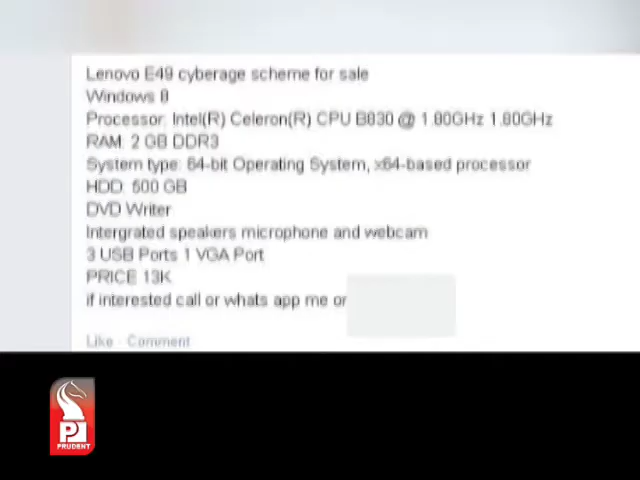 Lenovo E49 cyberage scheme for sale
Windows 8
Processor: Intel(R) Celeron(R) CPU B830 @ 1.80GHz 1.80GHz
RAM: 2 GB DDR3
System type: 64-bit Operating System, x64-based processor
HDD: 500 GB
DVD Writer
Intergrated speakers microphone and webcam
3 USB Ports 1 VGA Port
PRICE 13K
if interested call or whats app me or
Like · Comment
P
PRUDENT